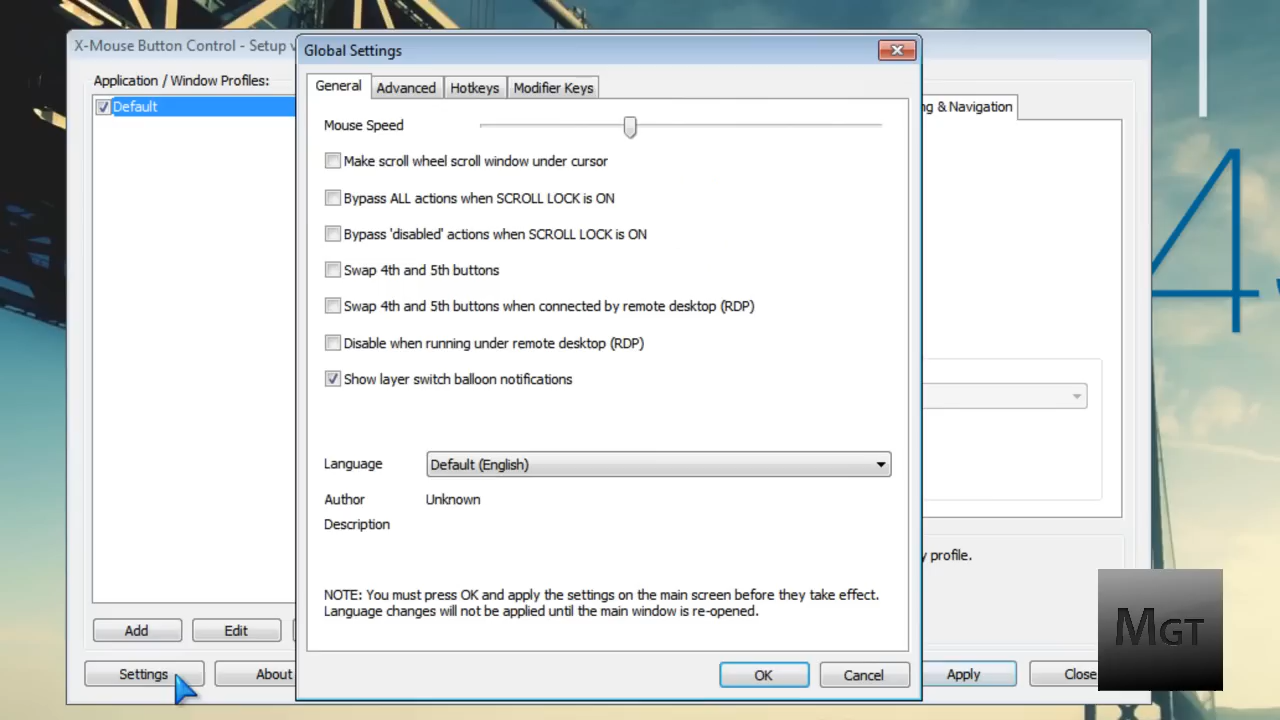 X-Mouse Button Control - Setup v
Global Settings
Application / Window Profiles:
Default
General Advanced Hotkeys Modifier Keys
g & Navigation
Mouse Speed
Make scroll wheel scroll window under cursor
Bypass ALL actions when SCROLL LOCK is ON
Bypass 'disabled' actions when SCROLL LOCK is ON
Swap 4th and 5th buttons
Swap 4th and 5th buttons when connected by remote desktop (RDP)
Disable when running under remote desktop (RDP)
Show layer switch balloon notifications
Language Default (English)
Author Unknown
Description
y profile.
NOTE: You must press OK and apply the settings on the main screen before they take effect.
Language changes will not be applied until the main window is re-opened.
Add Edit
Settings About OK Cancel Apply Close
MGT
4